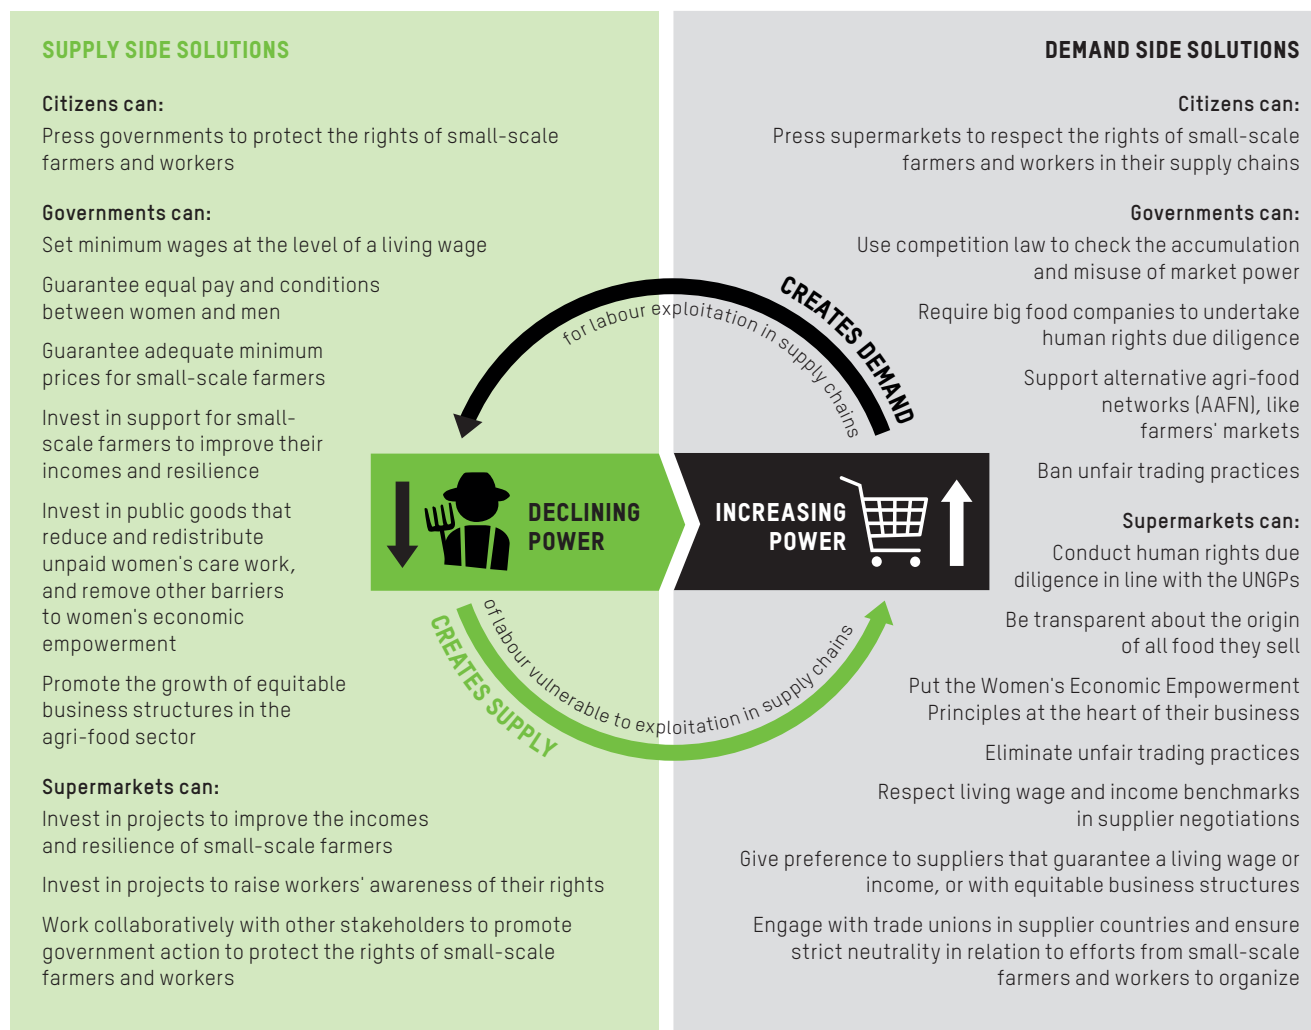 SUPPLY SIDE SOLUTIONS
Citizens can:
Press governments to protect the rights of small-scale
farmers and workers
Governments can:
Set minimum wages at the level of a living wage
Guarantee equal pay and conditions
between women and men
Guarantee adequate minimum
prices for small-scale farmers
Invest in support for small-
scale farmers to improve their
incomes and resilience
Invest in public goods that
reduce and redistribute
unpaid women's care work,
and remove other barriers
to women's economic
empowerment
Promote the growth of equitable
business structures in the
agri-food sector
Supermarkets can:
Invest in projects to improve the incomes
and resilience of small-scale farmers
Invest in projects to raise workers' awareness of their rights
Work collaboratively with other stakeholders to promote
government action to protect the rights of small-scale
farmers and workers
CREATES DEMAND
for labour exploitation in supply chains
DECLINING
POWER
INCREASING
POWER
CREATES SUPPLY
of labour vulnerable to exploitation in supply chains
DEMAND SIDE SOLUTIONS
Citizens can:
Press supermarkets to respect the rights of small-scale
farmers and workers in their supply chains
Governments can:
Use competition law to check the accumulation
and misuse of market power
Require big food companies to undertake
human rights due diligence
Support alternative agri-food
networks (AAFN), like
farmers' markets
Ban unfair trading practices
Supermarkets can:
Conduct human rights due
diligence in line with the UNGPs
Be transparent about the origin
of all food they sell
Put the Women's Economic Empowerment
Principles at the heart of their business
Eliminate unfair trading practices
Respect living wage and income benchmarks
in supplier negotiations
Give preference to suppliers that guarantee a living wage or
income, or with equitable business structures
Engage with trade unions in supplier countries and ensure
strict neutrality in relation to efforts from small-scale
farmers and workers to organize